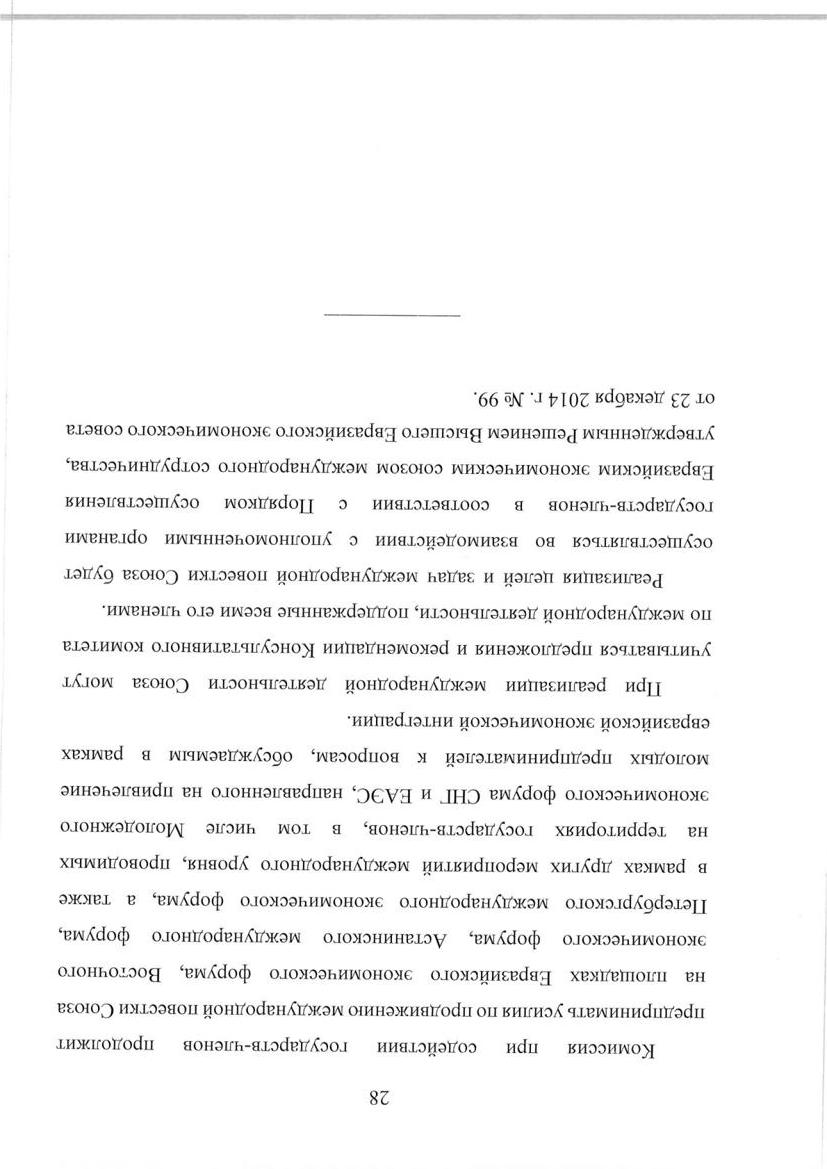 28
Комиссия при содействии государств-членов продолжит
предпринимать усилия по продвижению международной повестки Союза
на площадках Евразийского экономического форума, Восточного
экономического форума, Астанинского международного форума,
Петербургского международного экономического форума, а также
в рамках других мероприятий международного уровня, проводимых
на территориях государств-членов, в том числе Молодежного
экономического форума СНГ и ЕАЭС, направленного на привлечение
молодых предпринимателей к вопросам, обсуждаемым в рамках
евразийской экономической интеграции.
При реализации международной деятельности Союза могут
учитываться предложения и рекомендации Консультативного комитета
по международной деятельности, поддержанные всеми его членами.
Реализация целей и задач международной повестки Союза будет
осуществляться во взаимодействии с уполномоченными органами
государств-членов в соответствии с Порядком осуществления
Евразийским экономическим союзом международного сотрудничества,
утвержденным Решением Высшего Евразийского экономического совета
от 23 декабря 2014 г. № 99.